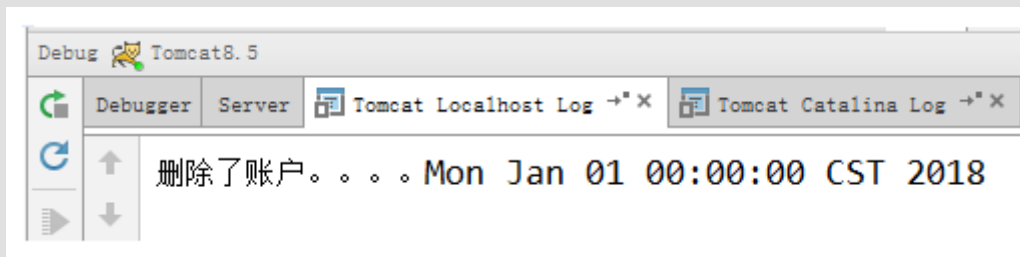 Debug Tomcat8.5
Debugger Server Tomcat Localhost Log Tomcat Catalina Log
删除了账户。。。。Mon Jan 01 00:00:00 CST 2018